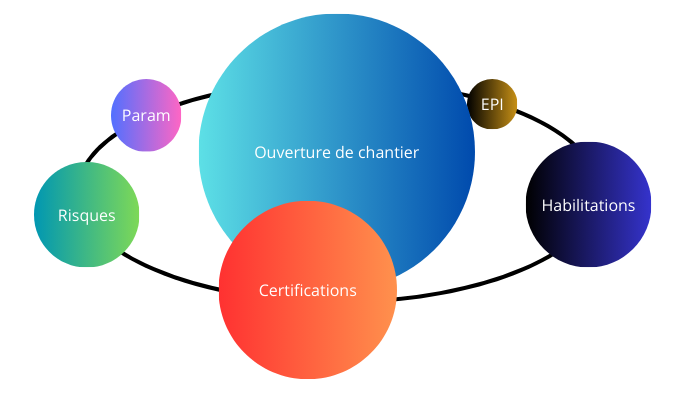 EPI
Param
Ouverture de chantier
Habilitations
Risques
Certifications